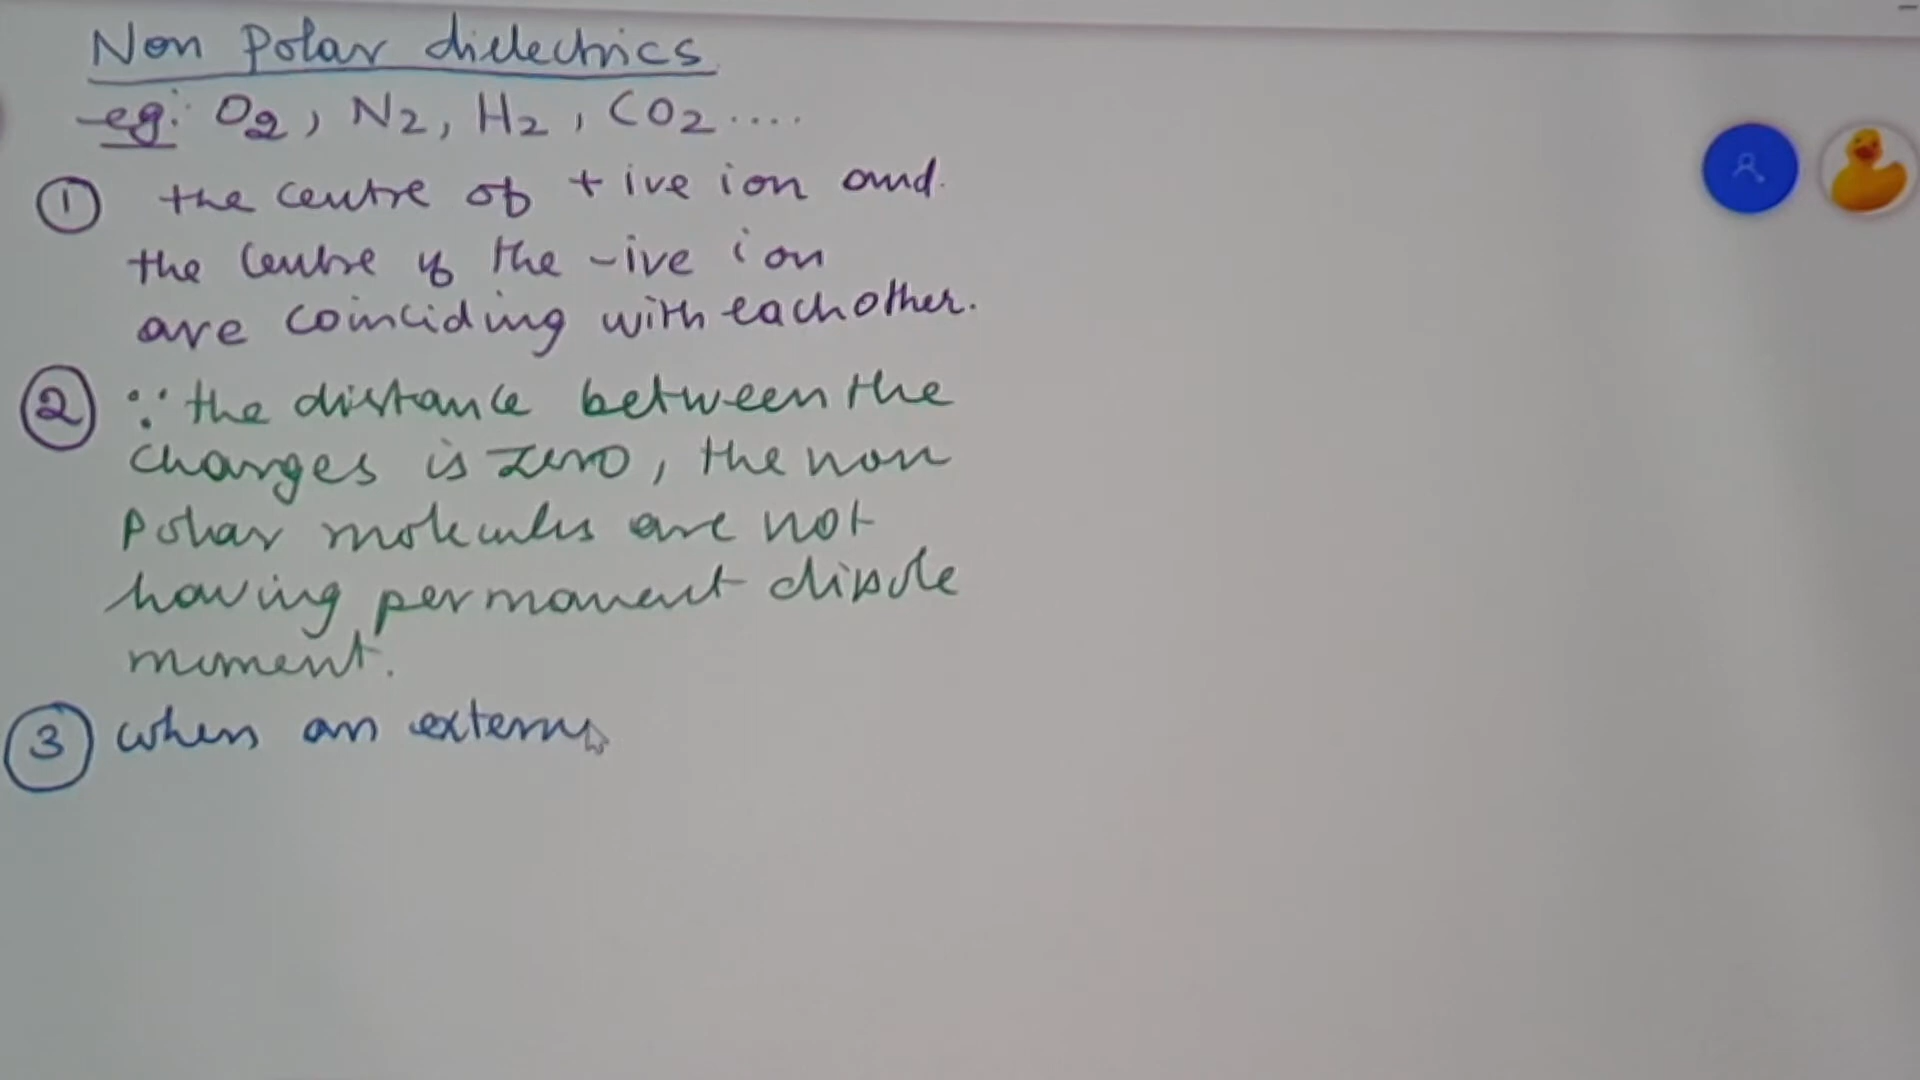 Non Polar dielectrics
eg: O2, N2, H2, CO2....
① the centre of +ive ion and
the centre of the -ive ion
are coinciding with eachother.
② ∵ the distance between the
charges is zero, the non
Polar molecules are not
having permanent dipole
moment.
③ when an extern